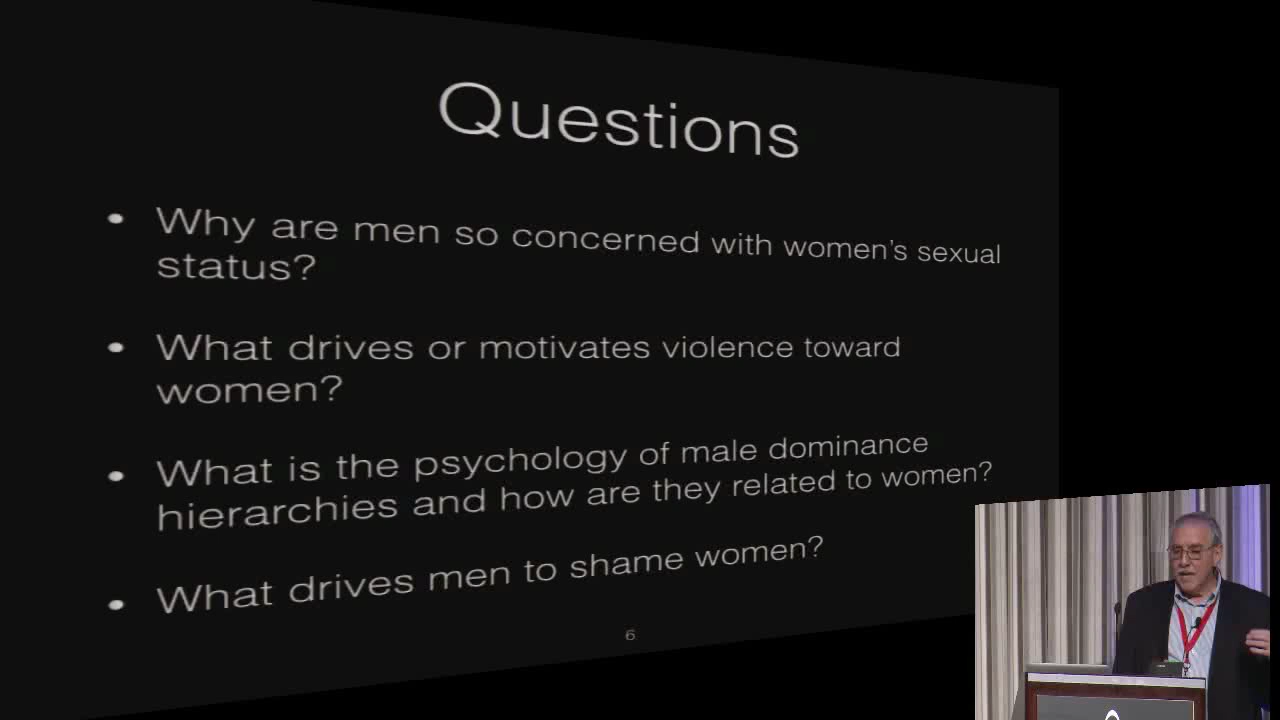 Questions
• Why are men so concerned with women's sexual
status?
• What drives or motivates violence toward
women?
• What is the psychology of male dominance
hierarchies and how are they related to women?
• What drives men to shame women?
6